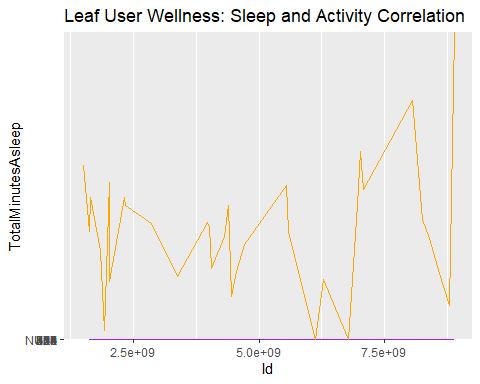 Leaf User Wellness: Sleep and Activity Correlation
TotalMinutesAsleep
2.5e+09 5.0e+09 7.5e+09
Id